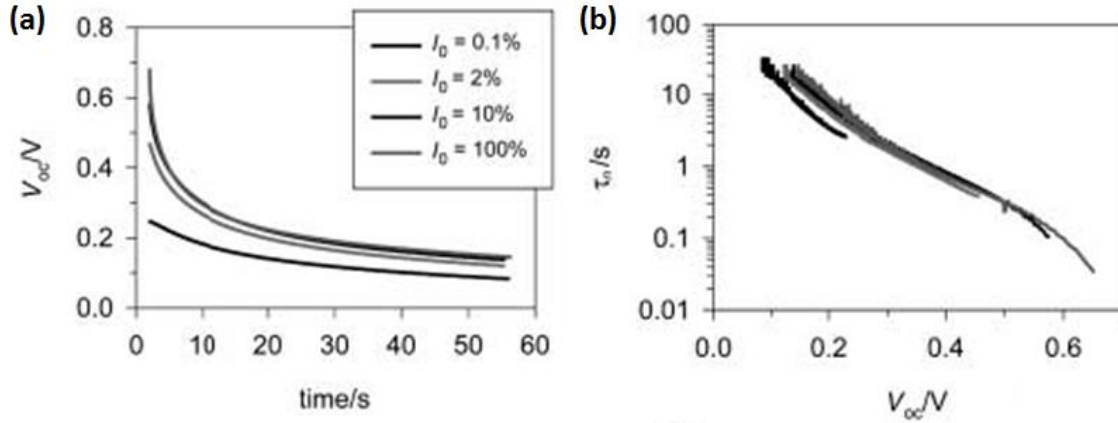 (a)
0.8
0.6
0.4
0.2
0.0
V_oc/V
0 10 20 30 40 50 60
time/s
I_0 = 0.1%
I_0 = 2%
I_0 = 10%
I_0 = 100%
(b)
100
10
1
0.1
0.01
τ_n/s
0.0 0.2 0.4 0.6
V_oc/V